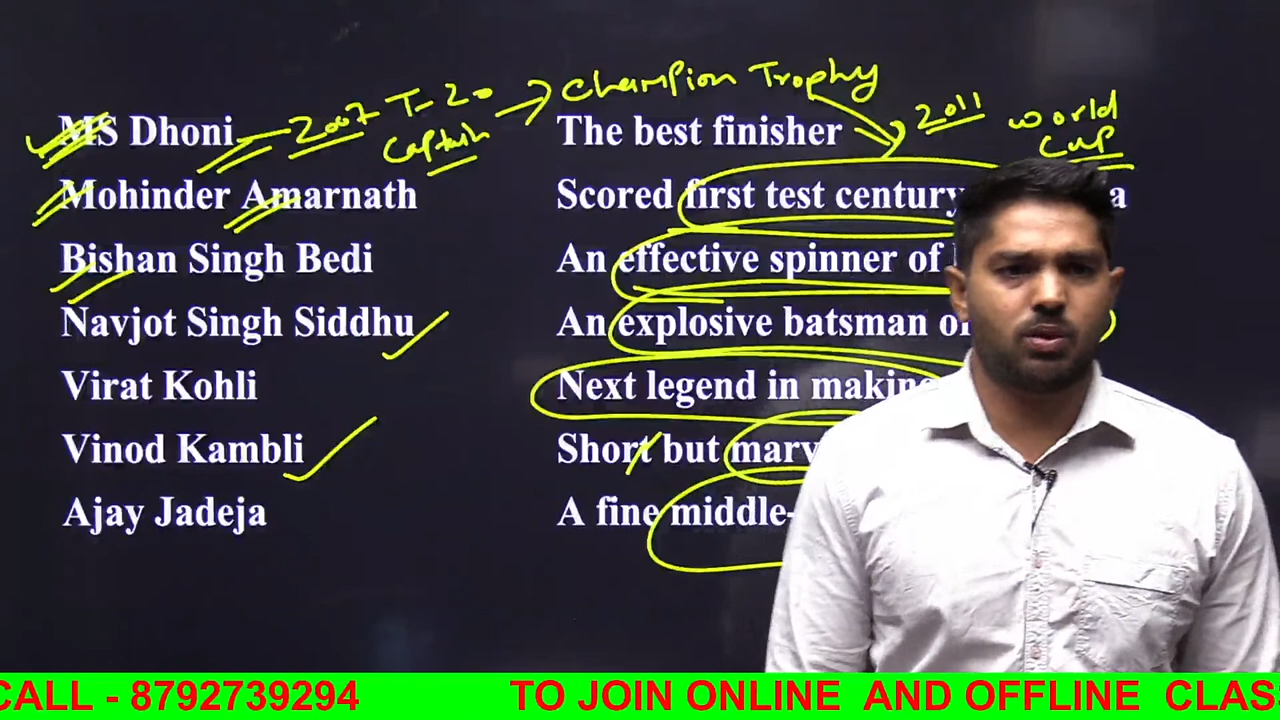 Champion Trophy
2007 T-20 2011 World
Captain Cup
MS Dhoni The best finisher
Mohinder Amarnath Scored first test century
Bishan Singh Bedi An effective spinner of
Navjot Singh Siddhu An explosive batsman of
Virat Kohli Next legend in making
Vinod Kambli Short but
Ajay Jadeja A fine middle-
CALL - 8792739294 TO JOIN ONLINE AND OFFLINE